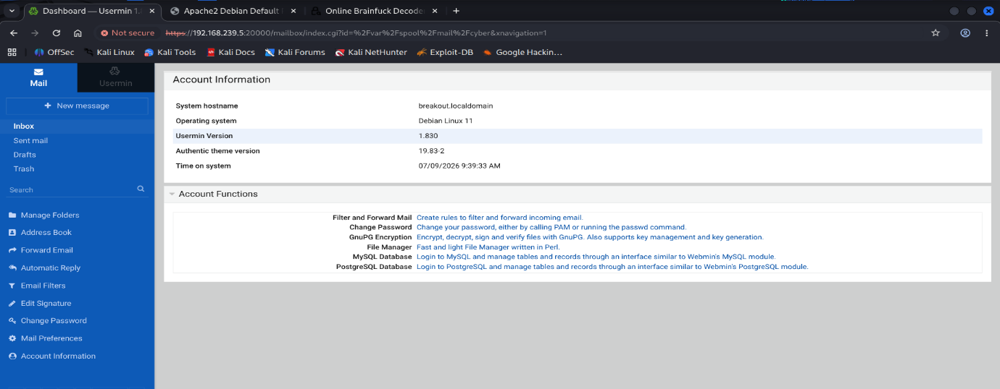 Dashboard — Usermin 1.
Apache2 Debian Default
Online Brainfuck Decode
Not secure
https://192.168.239.5:20000/mailbox/index.cgi?id=%2Fvar%2Fspool%2Fmail%2Fcyber&xnavigation=1
OffSec
Kali Linux
Kali Tools
Kali Docs
Kali Forums
Kali NetHunter
Exploit-DB
Google Hackin...
Mail
Usermin
+ New message
Inbox
Sent mail
Drafts
Trash
Search
Manage Folders
Address Book
Forward Email
Automatic Reply
Email Filters
Edit Signature
Change Password
Mail Preferences
Account Information
Account Information
System hostname breakout.localdomain
Operating system Debian Linux 11
Usermin Version 1.830
Authentic theme version 19.83-2
Time on system 07/09/2026 9:39:33 AM
Account Functions
Filter and Forward Mail Create rules to filter and forward incoming email.
Change Password Change your password, either by calling PAM or running the passwd command.
GnuPG Encryption Encrypt, decrypt, sign and verify files with GnuPG. Also supports key management and key generation.
File Manager Fast and light File Manager written in Perl.
MySQL Database Login to MySQL and manage tables and records through an interface similar to Webmin's MySQL module.
PostgreSQL Database Login to PostgreSQL and manage tables and records through an interface similar to Webmin's PostgreSQL module.